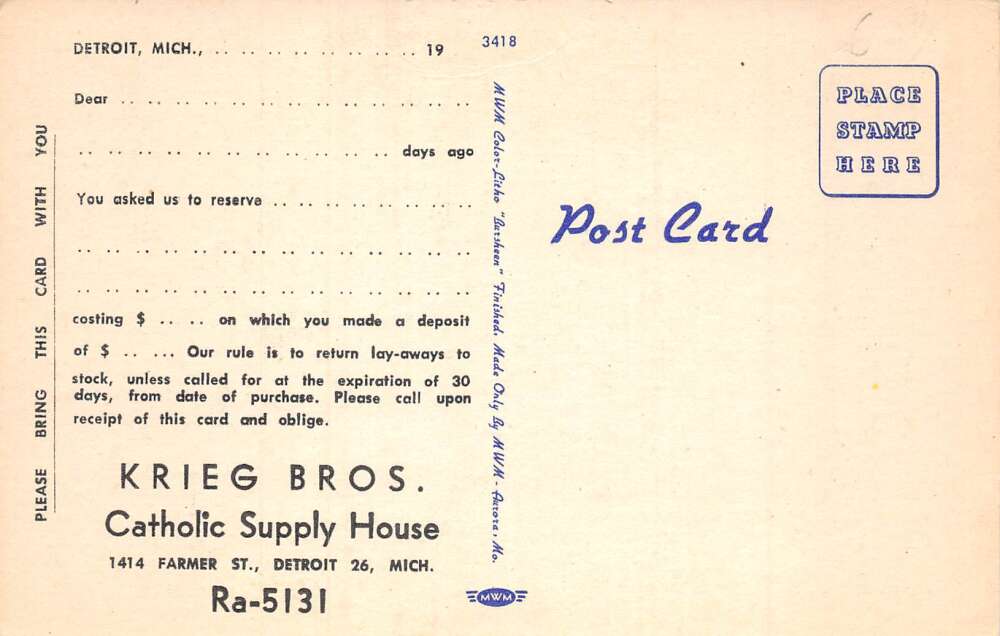 DETROIT, MICH., .. .. .. .. .. .. .. .. .. .. 19
Dear .. .. .. .. .. .. .. .. .. .. .. .. ..
.. .. .. .. .. .. .. .. .. .. .. days ago
You asked us to reserve .. .. .. .. .. .. .. ..
.. .. .. .. .. .. .. .. .. .. .. .. .. ..
.. .. .. .. .. .. .. .. .. .. .. .. .. ..
costing $ .. .. .. on which you made a deposit
of $ .. ... Our rule is to return lay-aways to
stock, unless called for at the expiration of 30
days, from date of purchase. Please call upon
receipt of this card and oblige.
KRIEG BROS.
Catholic Supply House
1414 FARMER ST., DETROIT 26, MICH.
Ra-5131
PLEASE BRING THIS CARD WITH YOU
3418
MWM Color-Litho "Bursheen" Finished. Made Only By MWM - Aurora, Mo.
MWM
Post Card
PLACE
STAMP
HERE